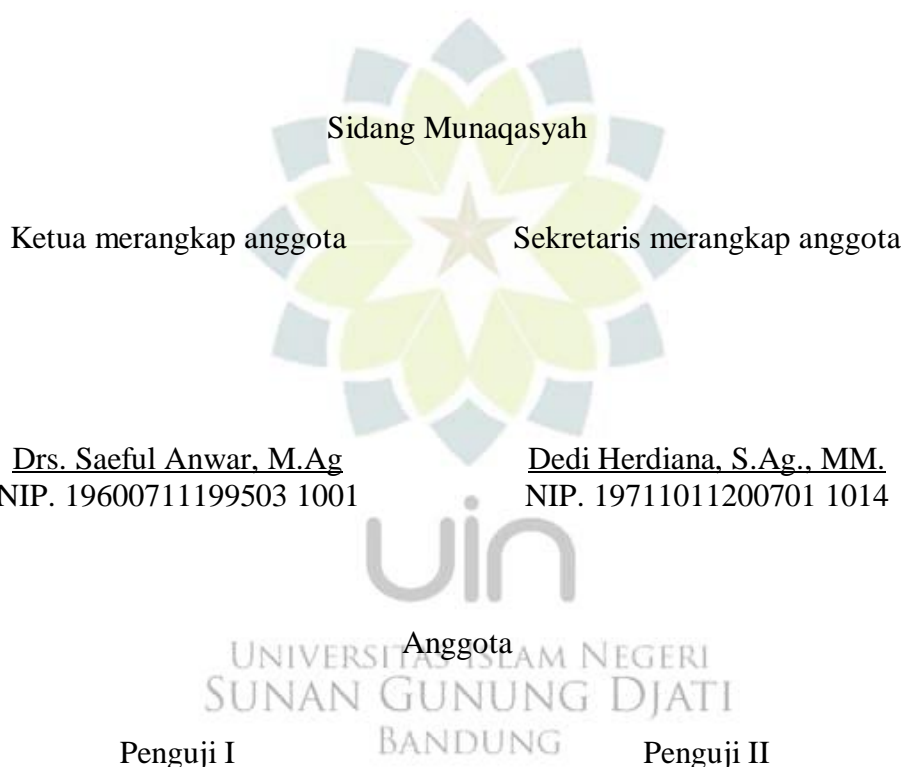 Sidang Munaqasyah
Ketua merangkap anggota Sekretaris merangkap anggota
Drs. Saeful Anwar, M.Ag Dedi Herdiana, S.Ag., MM.
NIP. 19600711199503 1001 NIP. 19711011200701 1014
uin
Anggota
UNIVERSITAS ISLAM NEGERI
SUNAN GUNUNG DJATI
BANDUNG
Penguji I Penguji II